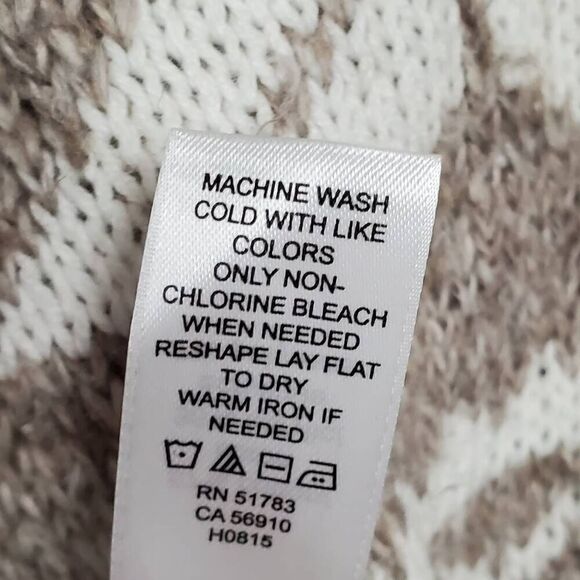 MACHINE WASH
COLD WITH LIKE
COLORS
ONLY NON-
CHLORINE BLEACH
WHEN NEEDED
RESHAPE LAY FLAT
TO DRY
WARM IRON IF
NEEDED
RN 51783
CA 56910
H0815